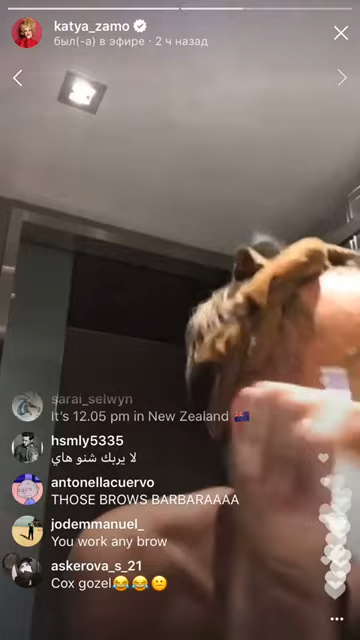 katya_zamo
был(-а) в эфире · 2 ч назад
sarai_selwyn
It's 12.05 pm in New Zealand 🇳🇿
hsmly5335
لا يربك شنو هاي
antonellacuervo
THOSE BROWS BARBARAAAA
jodemmanuel_
You work any brow
askerova_s_21
Cox gozel😂😂😕